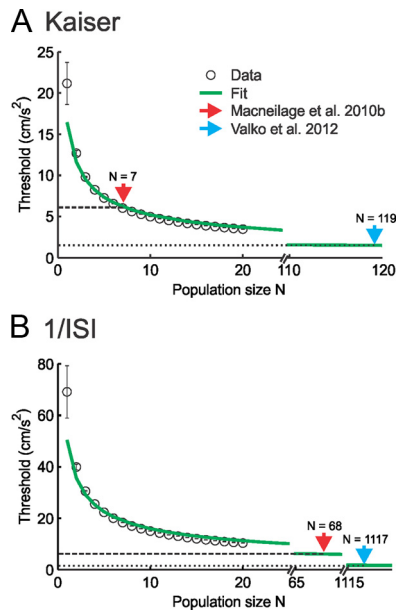 A Kaiser
25
20
15
10
5
0
Threshold (cm/s²)
Data
Fit
Macneilage et al. 2010b
Valko et al. 2012
N = 7
N = 119
0 10 20 110 120
Population size N
B 1/ISI
80
60
40
20
0
Threshold (cm/s²)
N = 68
N = 1117
0 10 20 65 1115
Population size N